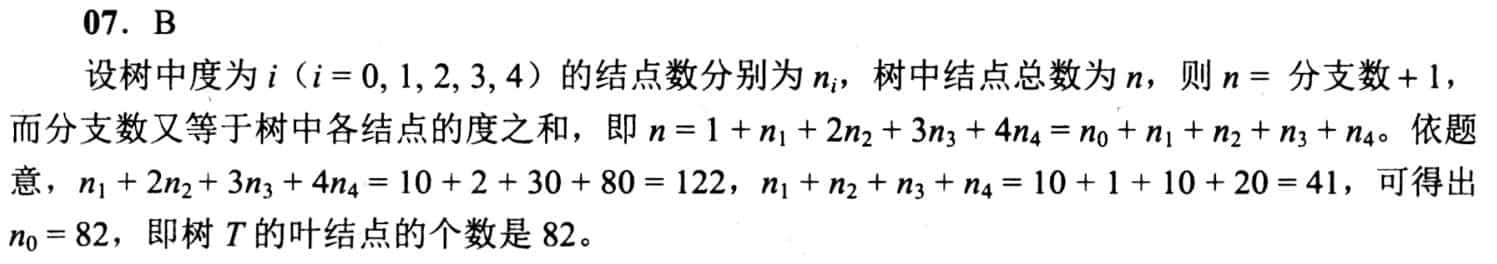 07. B
设树中度为 i（i = 0, 1, 2, 3, 4）的结点数分别为 nᵢ，树中结点总数为 n，则 n = 分支数 + 1，
而分支数又等于树中各结点的度之和，即 n = 1 + n₁ + 2n₂ + 3n₃ + 4n₄ = n₀ + n₁ + n₂ + n₃ + n₄。依题
意，n₁ + 2n₂ + 3n₃ + 4n₄ = 10 + 2 + 30 + 80 = 122，n₁ + n₂ + n₃ + n₄ = 10 + 1 + 10 + 20 = 41，可得出
n₀ = 82，即树 T 的叶结点的个数是 82。